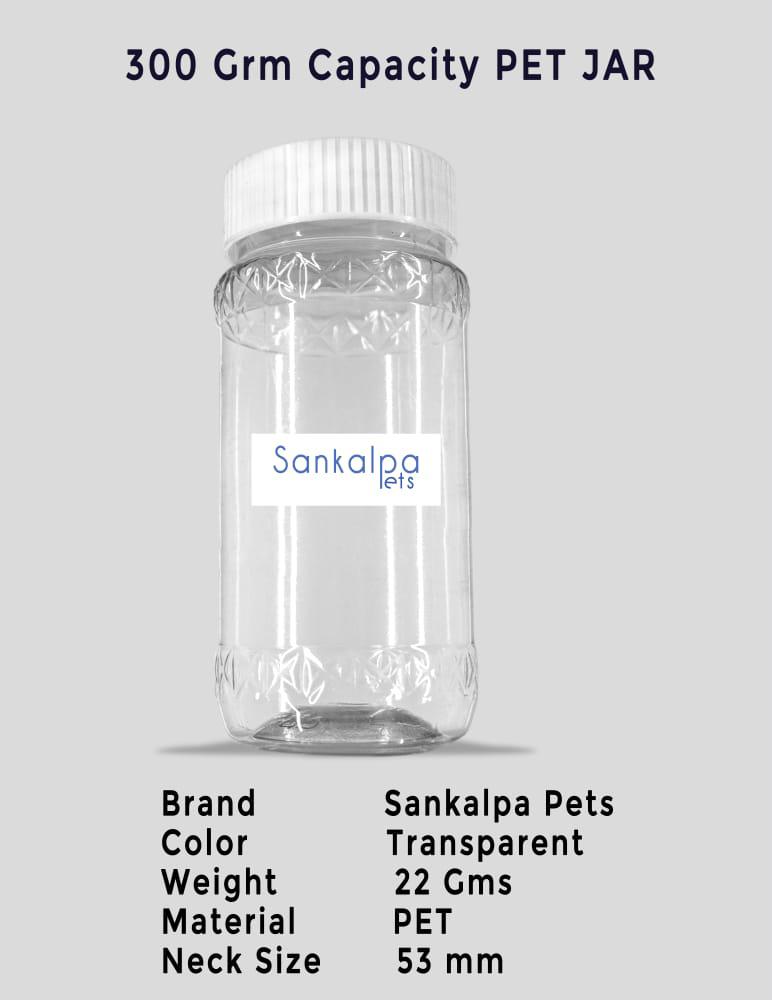 300 Grm Capacity PET JAR
Sankalpa
Pets
Brand Sankalpa Pets
Color Transparent
Weight 22 Gms
Material PET
Neck Size 53 mm